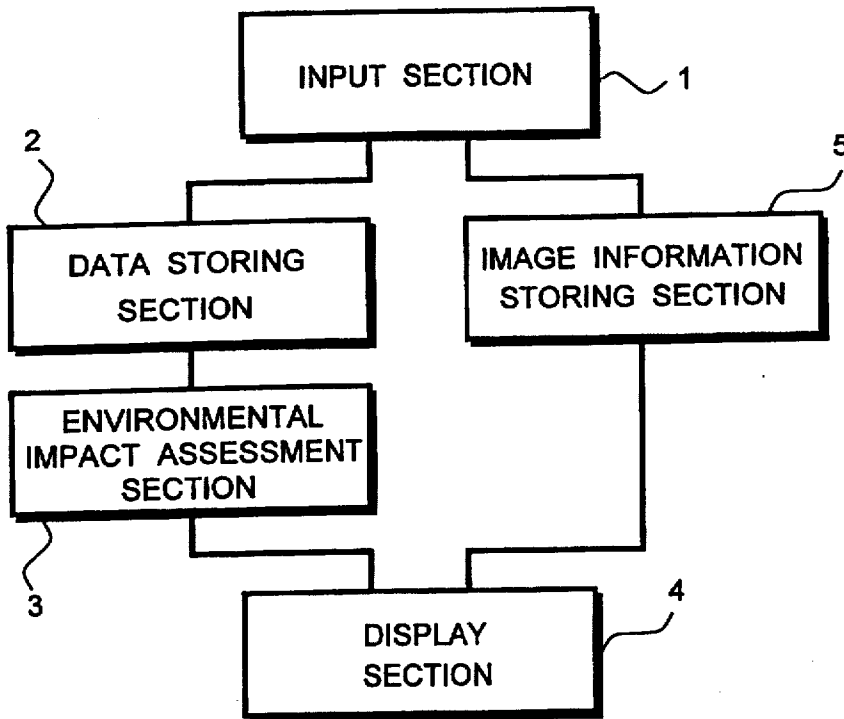 INPUT SECTION
1
2
5
DATA STORING
SECTION
IMAGE INFORMATION
STORING SECTION
ENVIRONMENTAL
IMPACT ASSESSMENT
SECTION
3
4
DISPLAY
SECTION